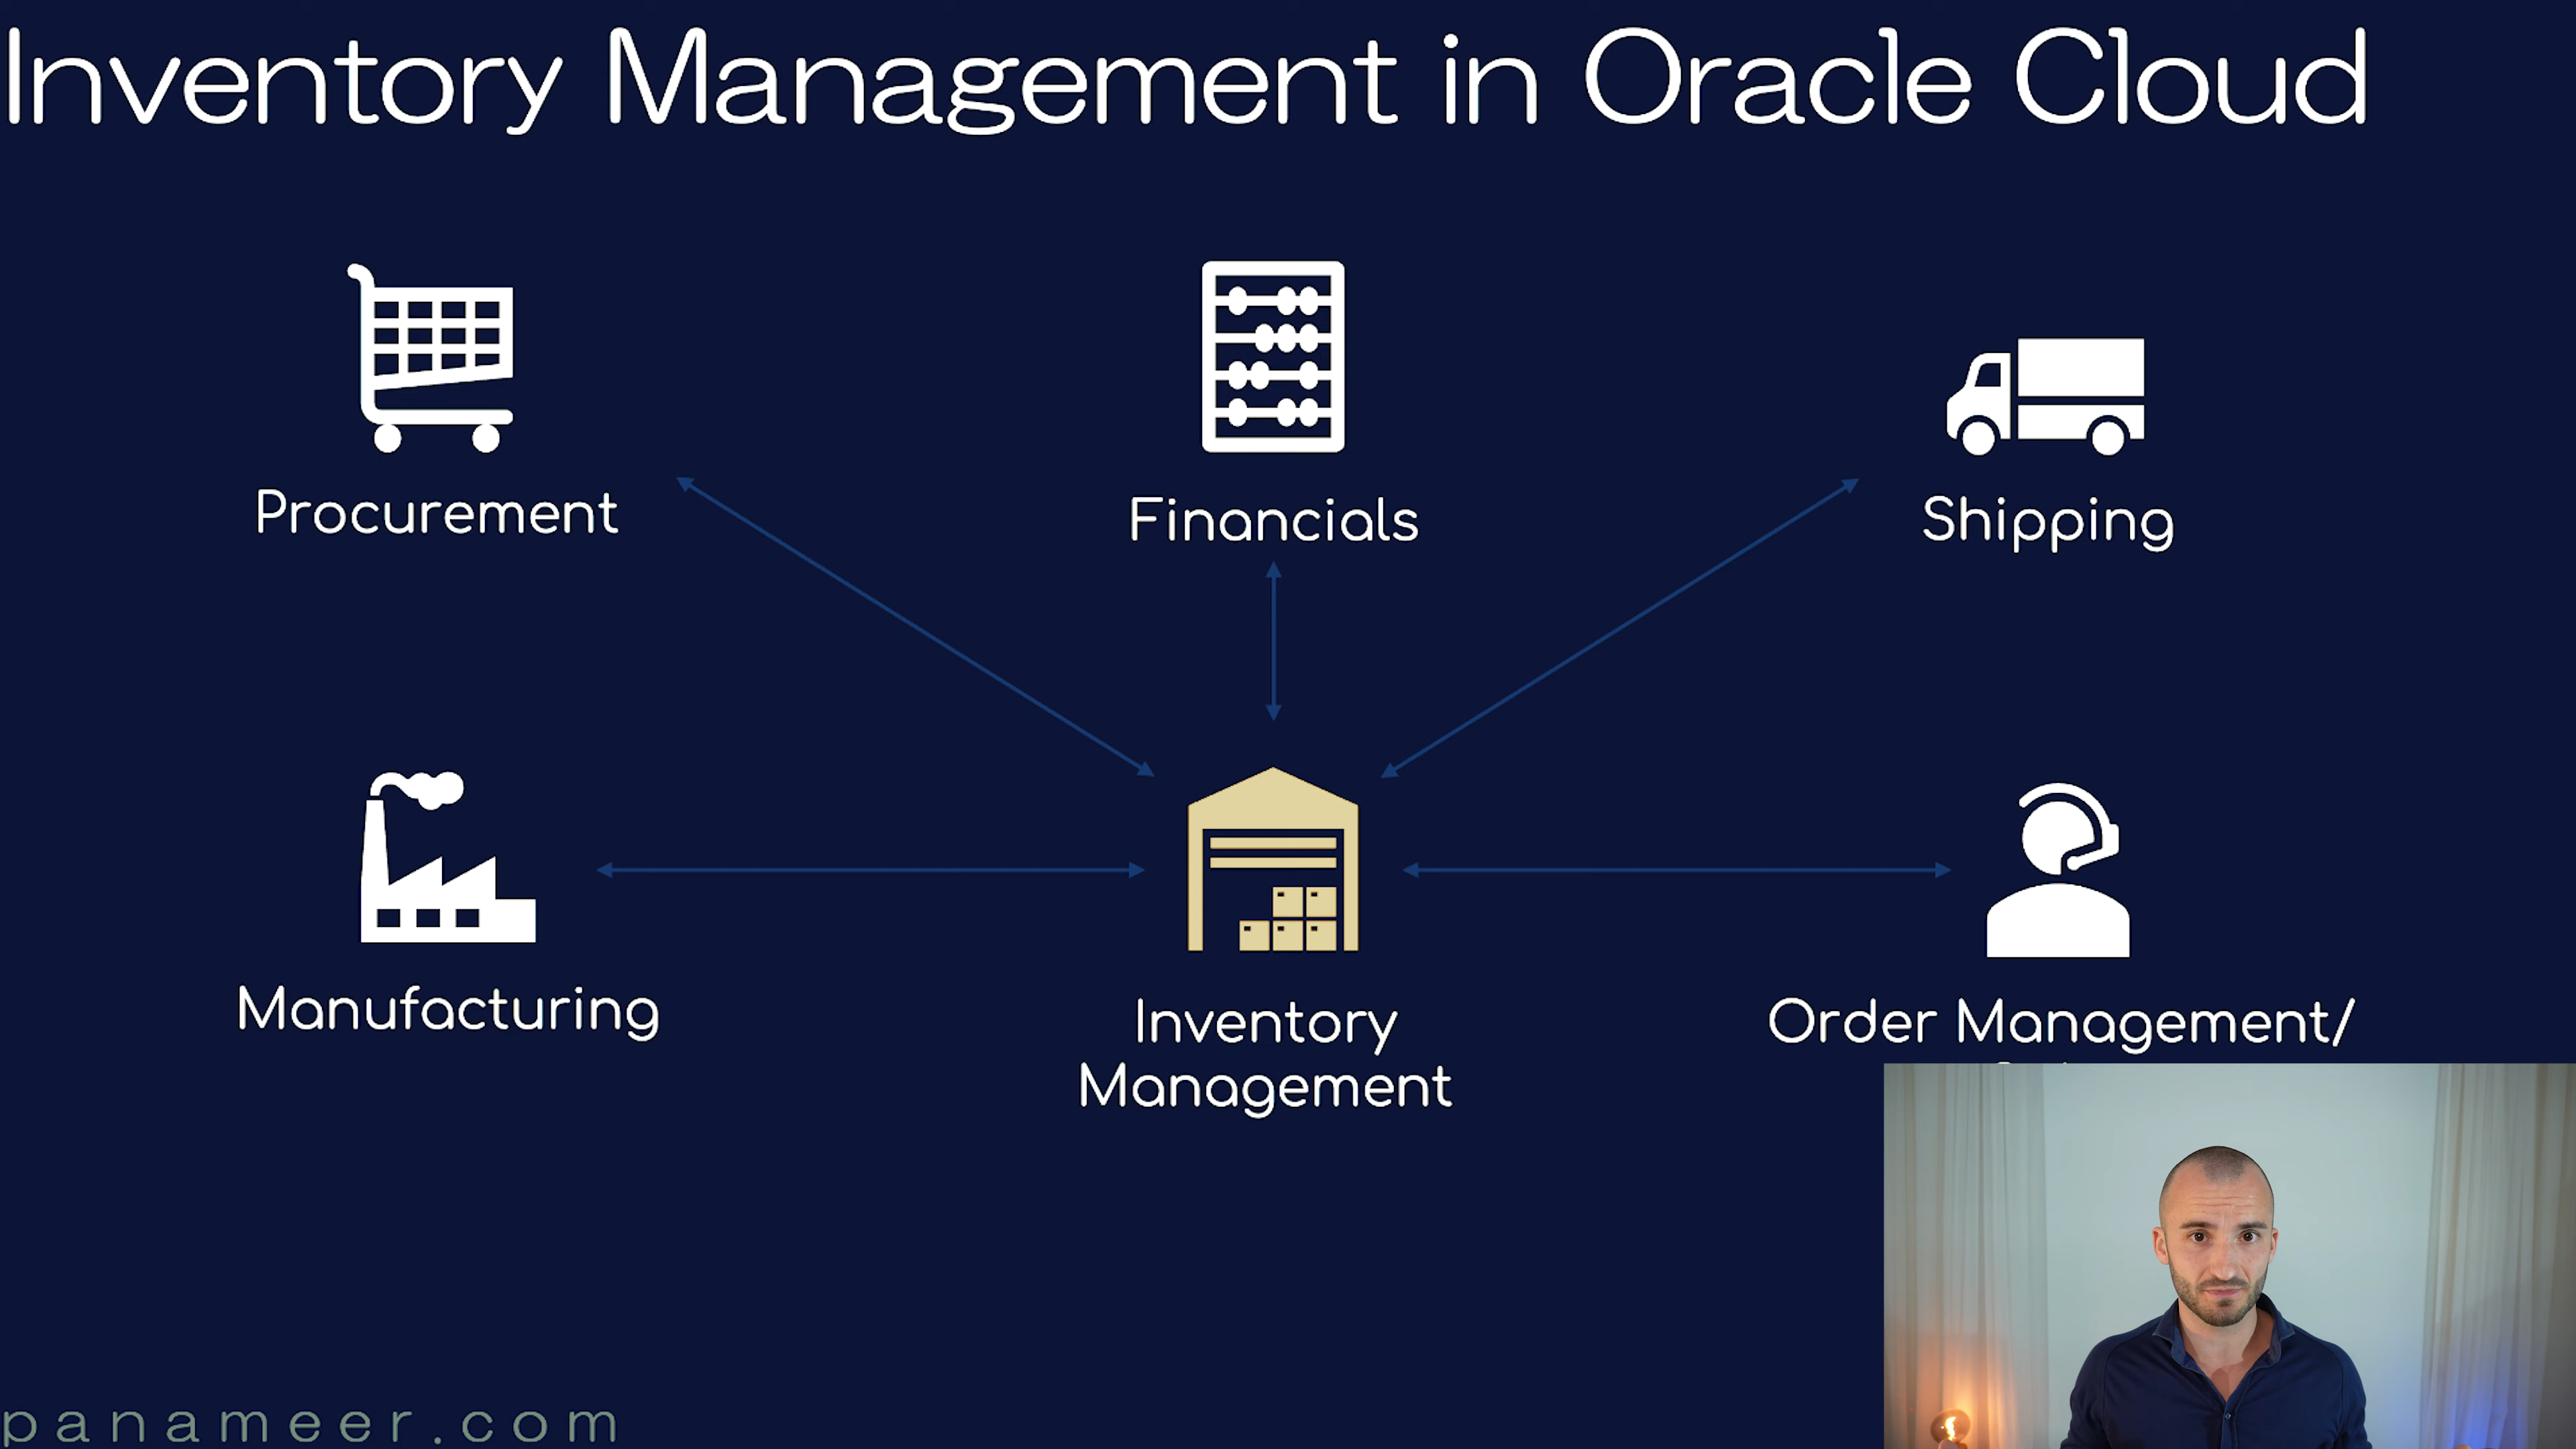 Inventory Management in Oracle Cloud
Procurement
Financials
Shipping
Manufacturing
Inventory
Management
Order Management/
panameer.com